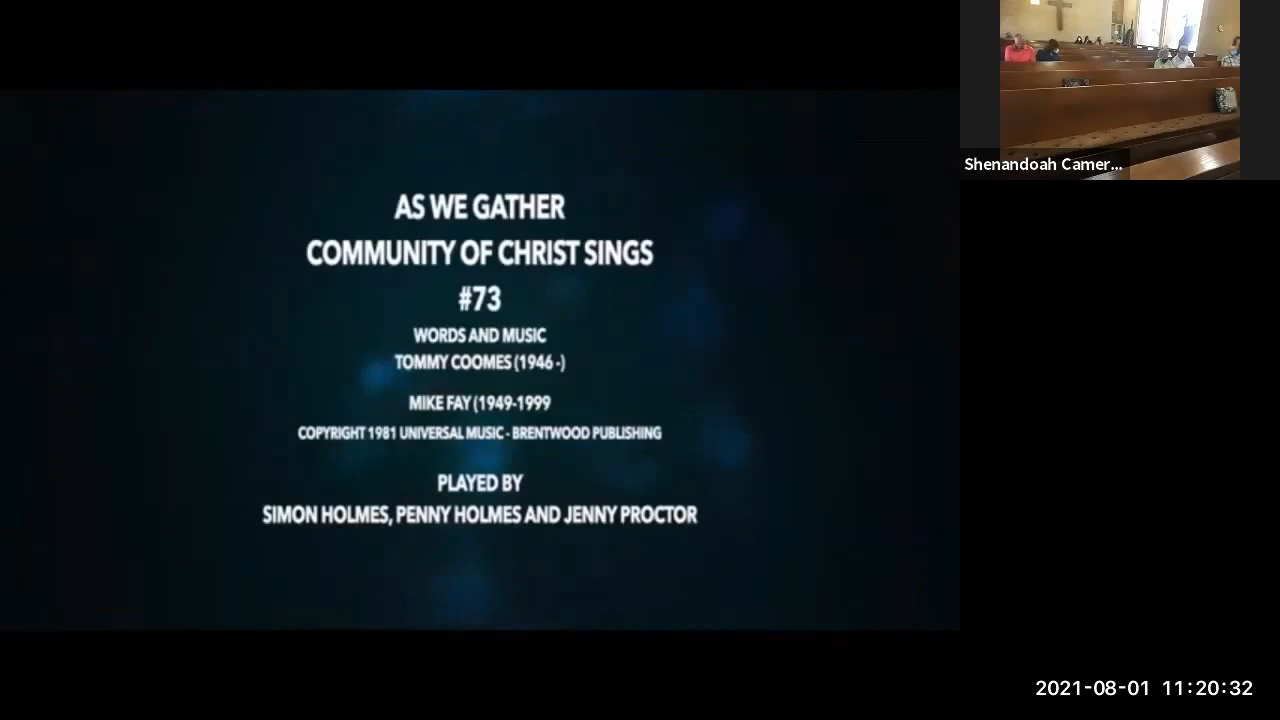 AS WE GATHER
COMMUNITY OF CHRIST SINGS
#73
WORDS AND MUSIC
TOMMY COOMES (1946 -)
MIKE FAY (1949-1999
COPYRIGHT 1981 UNIVERSAL MUSIC - BRENTWOOD PUBLISHING
PLAYED BY
SIMON HOLMES, PENNY HOLMES AND JENNY PROCTOR
Shenandoah Camer...
2021-08-01 11:20:32